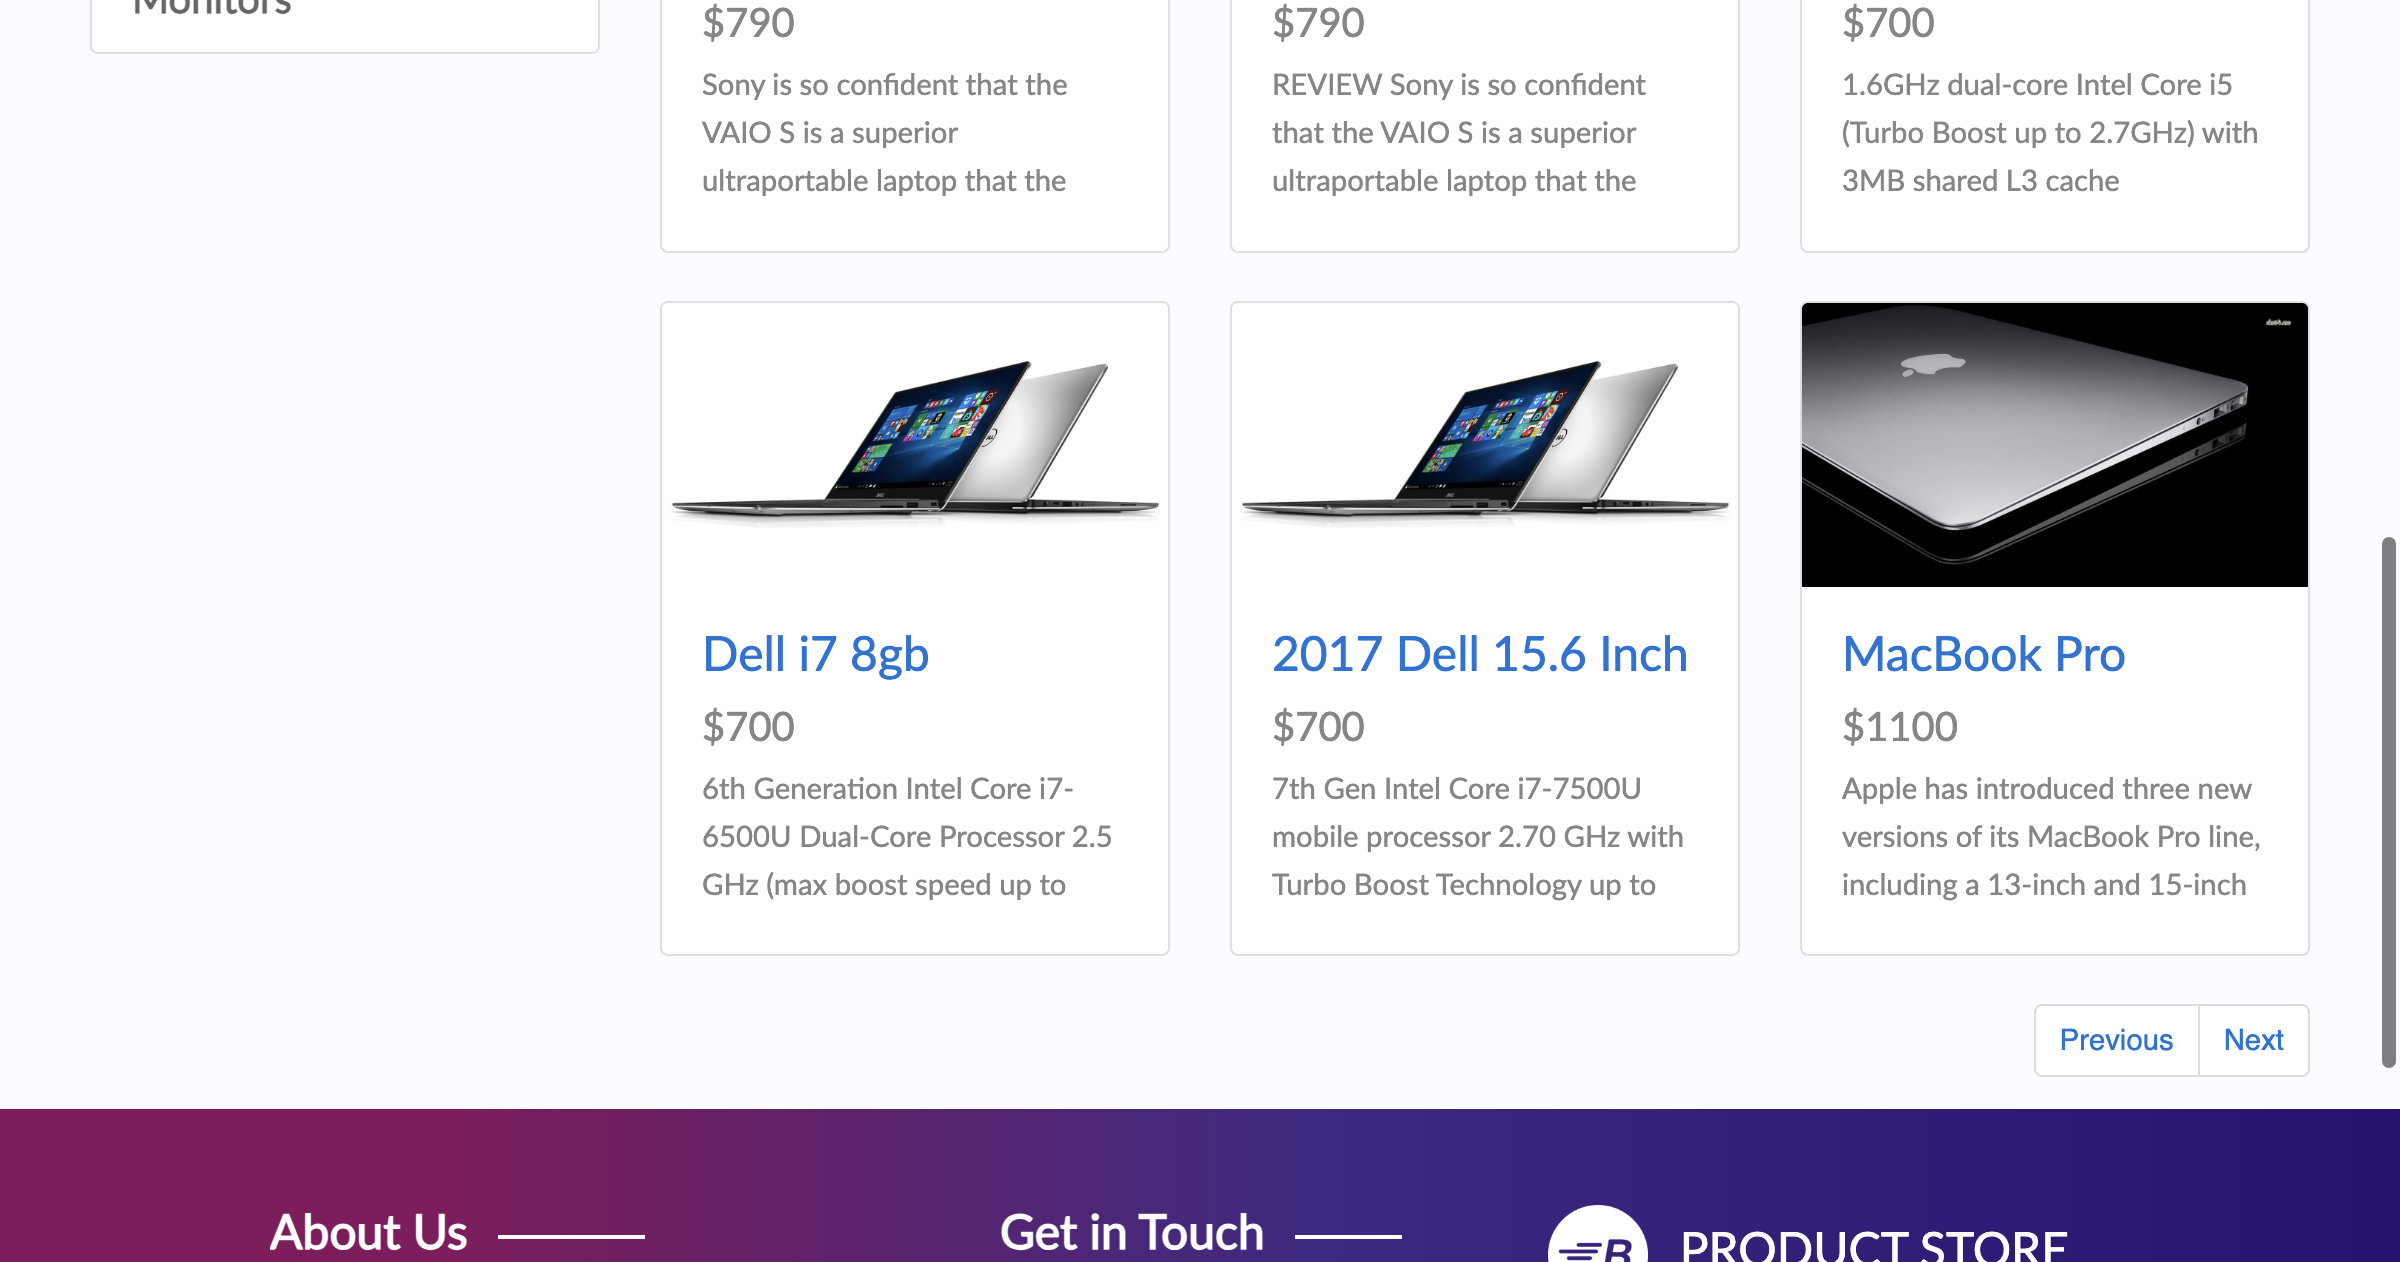 Monitors
$790
Sony is so confident that the
VAIO S is a superior
ultraportable laptop that the
$790
REVIEW Sony is so confident
that the VAIO S is a superior
ultraportable laptop that the
$700
1.6GHz dual-core Intel Core i5
(Turbo Boost up to 2.7GHz) with
3MB shared L3 cache
Dell i7 8gb
$700
6th Generation Intel Core i7-
6500U Dual-Core Processor 2.5
GHz (max boost speed up to
2017 Dell 15.6 Inch
$700
7th Gen Intel Core i7-7500U
mobile processor 2.70 GHz with
Turbo Boost Technology up to
MacBook Pro
$1100
Apple has introduced three new
versions of its MacBook Pro line,
including a 13-inch and 15-inch
Previous
Next
About Us
Get in Touch
B
PRODUCT STORE